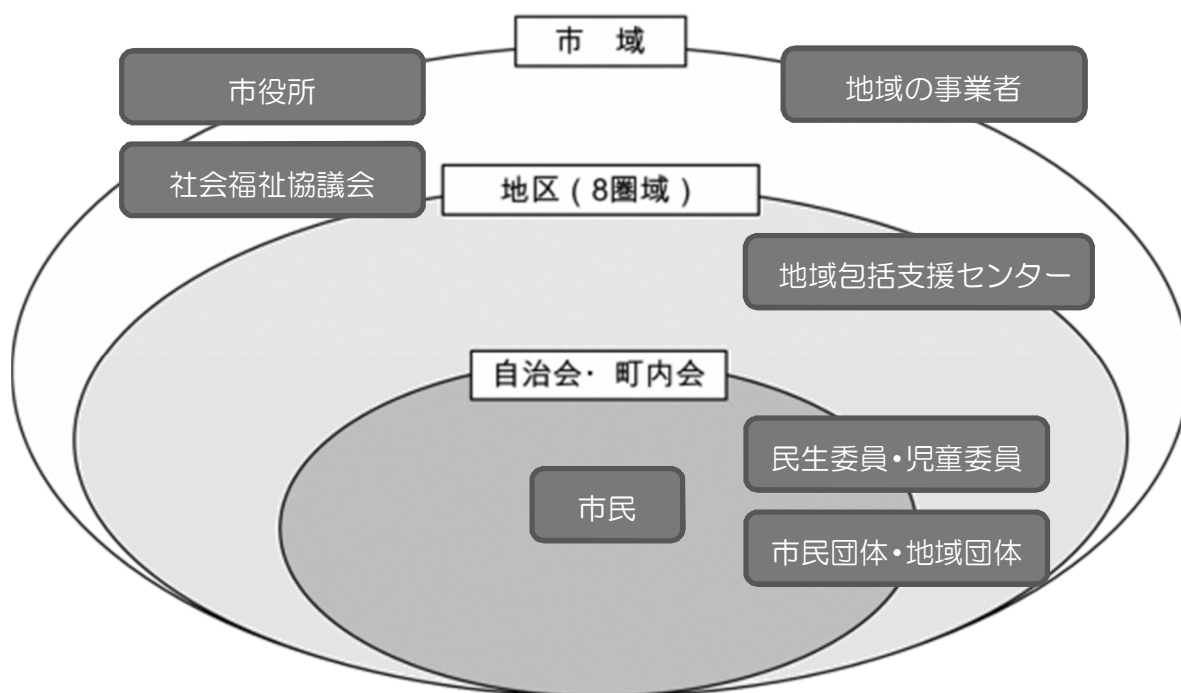 市　域
市役所
地域の事業者
社会福祉協議会
地区（8圏域）
地域包括支援センター
自治会・町内会
民生委員・児童委員
市民
市民団体・地域団体